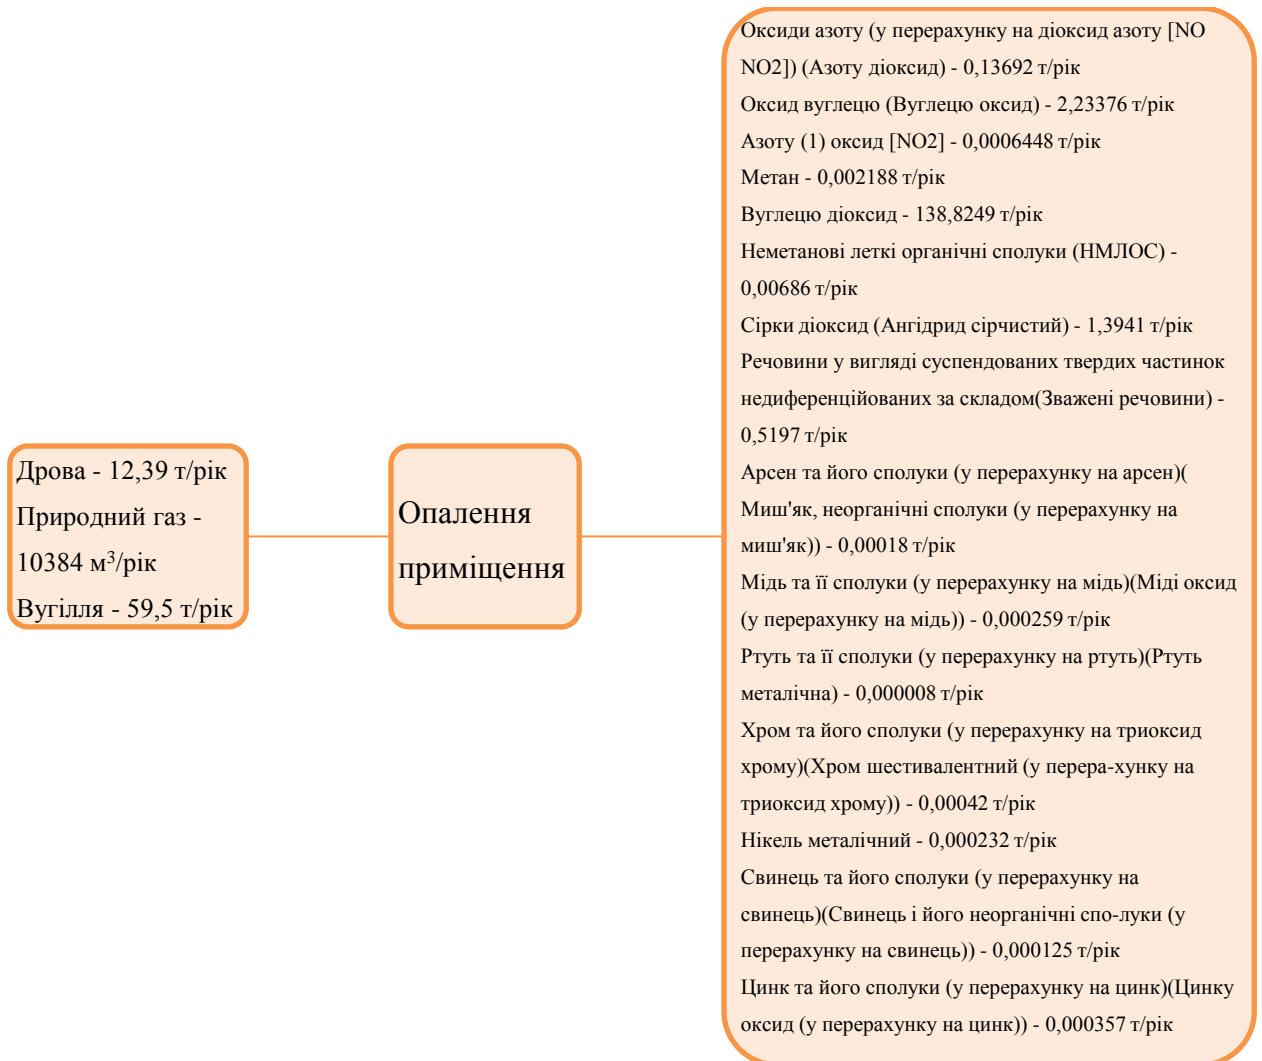 Дрова - 12,39 т/рік
Природний газ -
10384 м³/рік
Вугілля - 59,5 т/рік
Опалення
приміщення
Оксиди азоту (у перерахунку на діоксид азоту [NO
NO2]) (Азоту діоксид) - 0,13692 т/рік
Оксид вуглецю (Вуглецю оксид) - 2,23376 т/рік
Азоту (1) оксид [NO2] - 0,0006448 т/рік
Метан - 0,002188 т/рік
Вуглецю діоксид - 138,8249 т/рік
Неметанові леткі органічні сполуки (НМЛОС) -
0,00686 т/рік
Сірки діоксид (Ангідрид сірчистий) - 1,3941 т/рік
Речовини у вигляді суспендованих твердих частинок
недиференційованих за складом(Зважені речовини) -
0,5197 т/рік
Арсен та його сполуки (у перерахунку на арсен)(
Миш'як, неорганічні сполуки (у перерахунку на
миш'як)) - 0,00018 т/рік
Мідь та її сполуки (у перерахунку на мідь)(Міді оксид
(у перерахунку на мідь)) - 0,000259 т/рік
Ртуть та її сполуки (у перерахунку на ртуть)(Ртуть
металічна) - 0,000008 т/рік
Хром та його сполуки (у перерахунку на триоксид
хрому)(Хром шестивалентний (у перера-хунку на
триоксид хрому)) - 0,00042 т/рік
Нікель металічний - 0,000232 т/рік
Свинець та його сполуки (у перерахунку на
свинець)(Свинець і його неорганічні спо-луки (у
перерахунку на свинець)) - 0,000125 т/рік
Цинк та його сполуки (у перерахунку на цинк)(Цинку
оксид (у перерахунку на цинк)) - 0,000357 т/рік